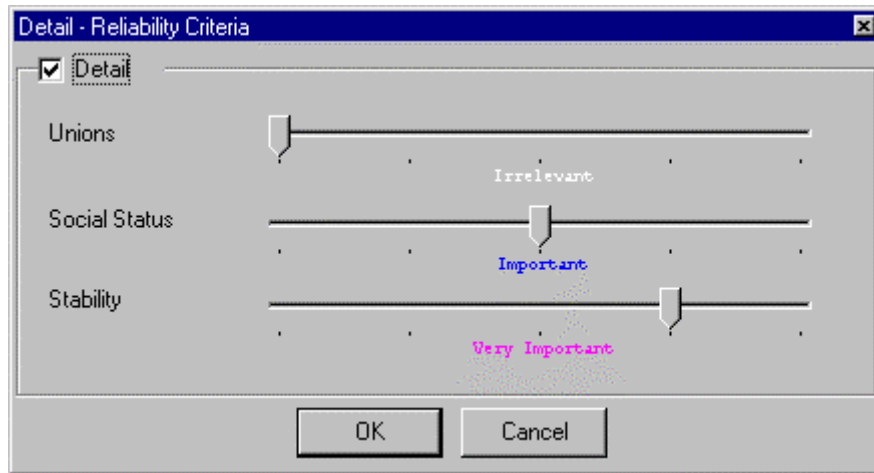 Detail - Reliability Criteria
Detail
Unions
Irrelevant
Social Status
Important
Stability
Very Important
OK Cancel